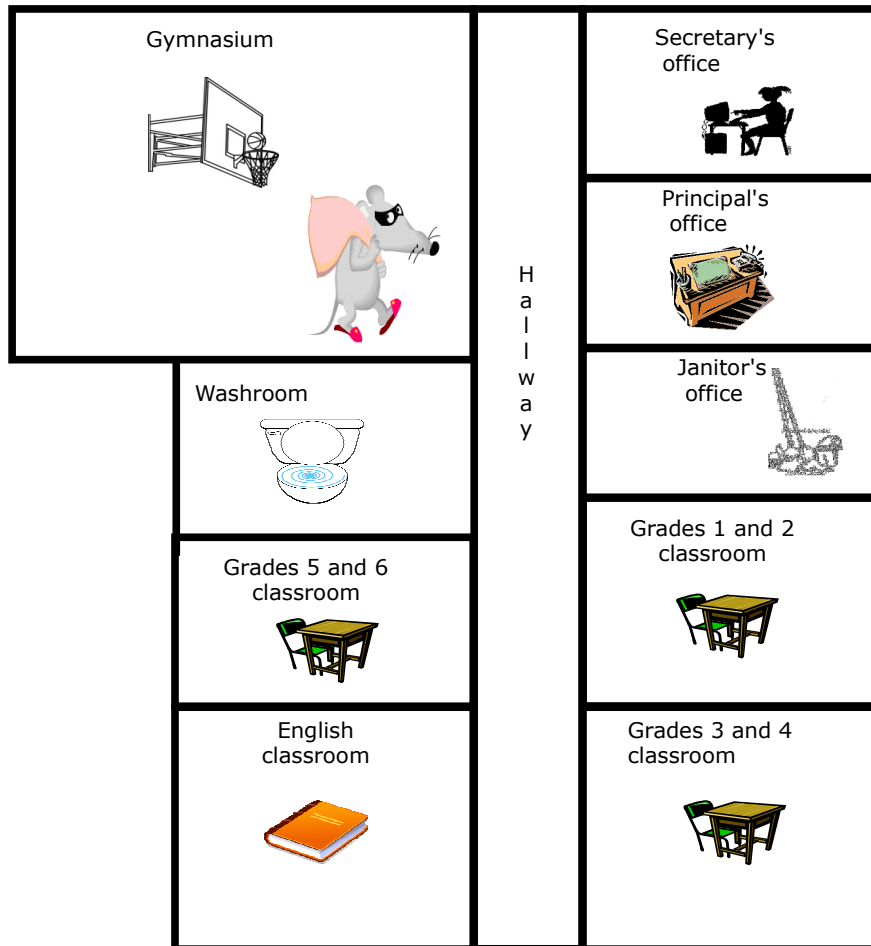 Gymnasium
Secretary's
office
Principal's
office
H
a
l
l
w
a
y
Janitor's
office
Washroom
Grades 1 and 2
classroom
Grades 5 and 6
classroom
English
classroom
Grades 3 and 4
classroom